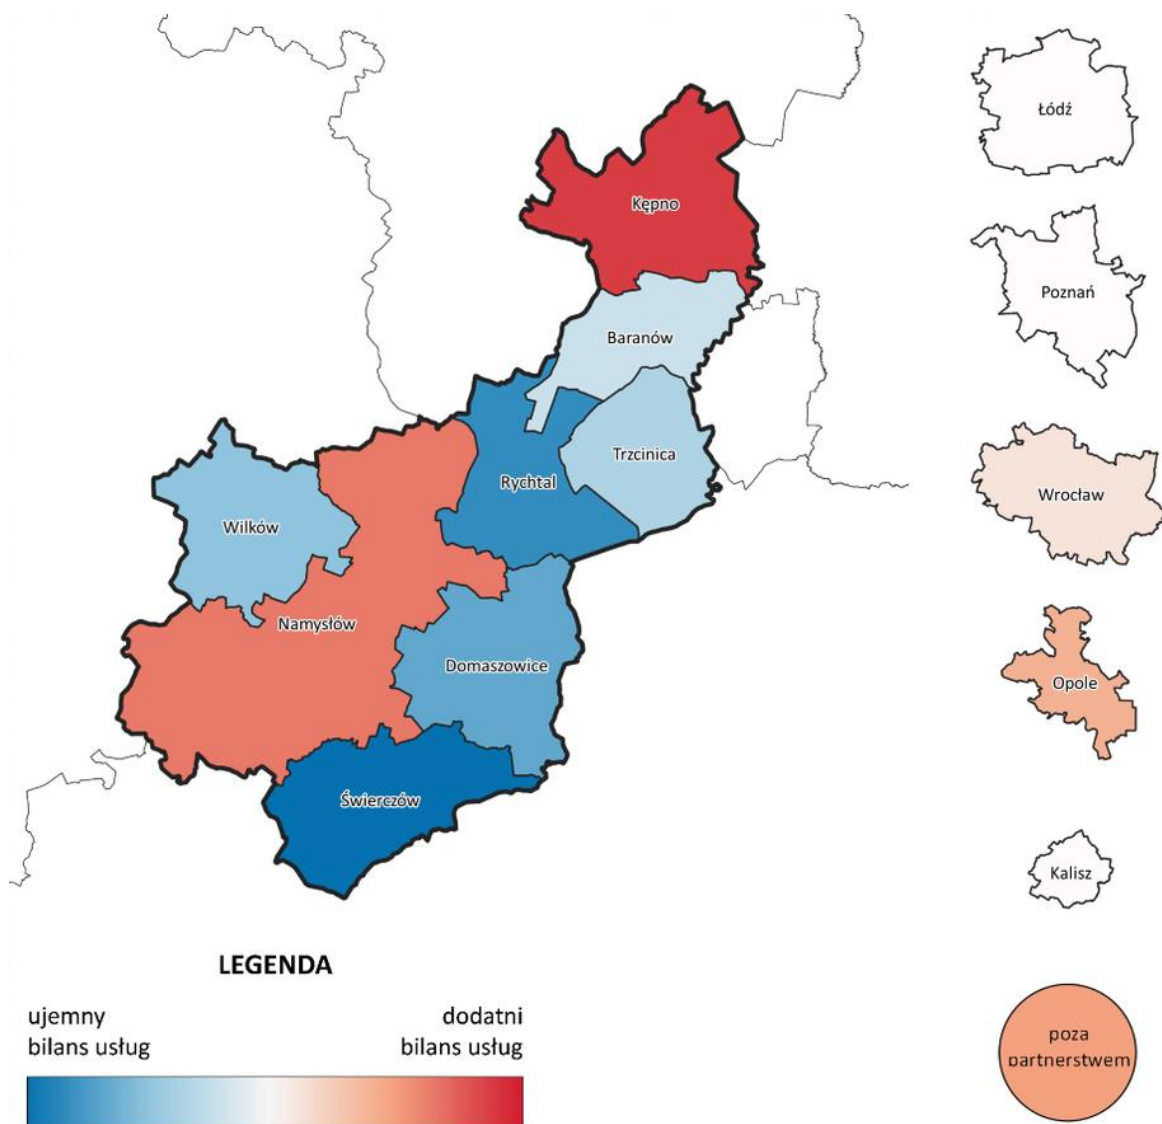 Łódź
Kępno
Poznań
Baranów
Trzcinica
Rychtal
Wrocław
Wilków
Namysłów
Domaszowice
Opole
Świerczów
Kalisz
LEGENDA
ujemny
bilans usług
dodatni
bilans usług
poza
partnerstwem